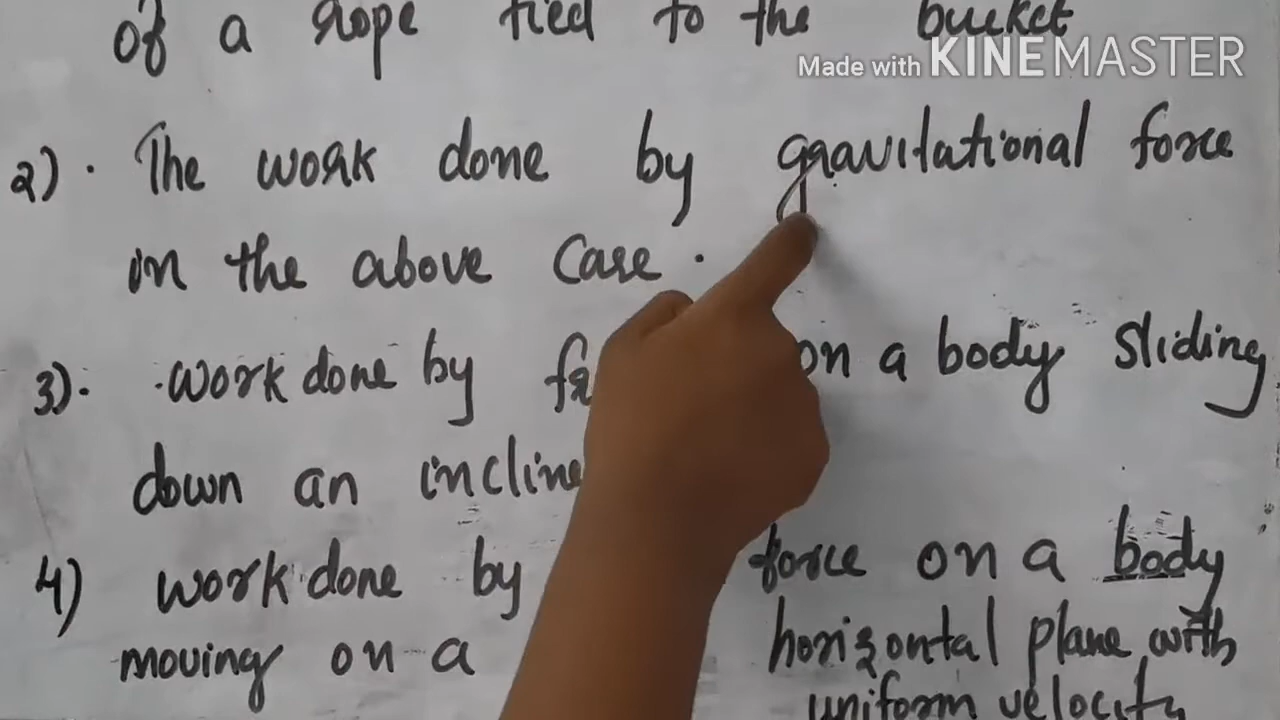 of a rope tied to the bucket
Made with KINEMASTER
2). The work done by gravitational force
in the above case.
3). work done by on a body sliding
down an
4) work done by force on a body
moving on a horizontal plane with
uniform velocity